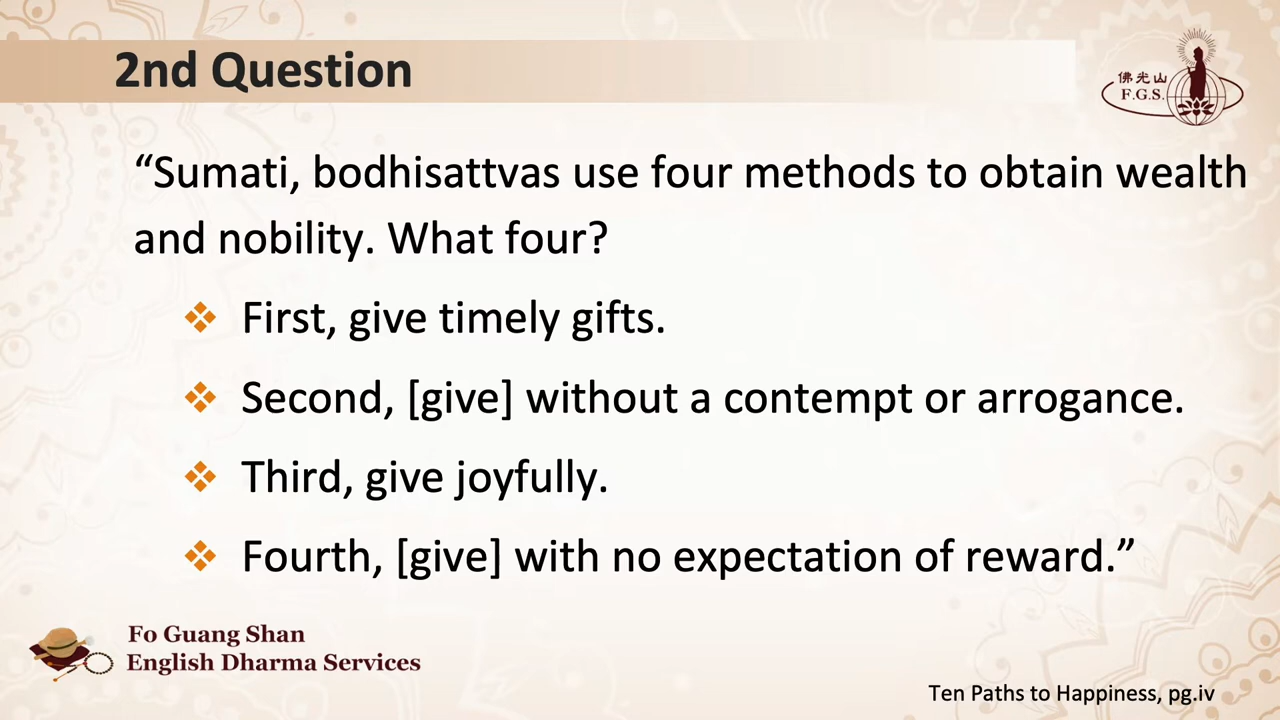 2nd Question
佛光山
F.G.S.
“Sumati, bodhisattvas use four methods to obtain wealth
and nobility. What four?
❖ First, give timely gifts.
❖ Second, [give] without a contempt or arrogance.
❖ Third, give joyfully.
❖ Fourth, [give] with no expectation of reward.”
Fo Guang Shan
English Dharma Services
Ten Paths to Happiness, pg.iv